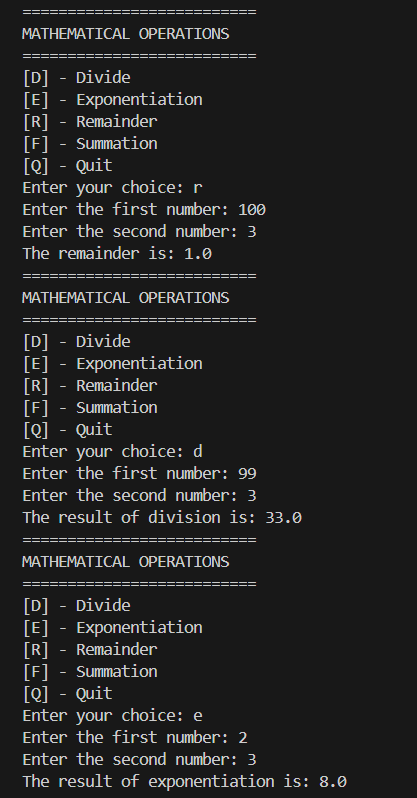 ==========================
MATHEMATICAL OPERATIONS
==========================
[D] - Divide
[E] - Exponentiation
[R] - Remainder
[F] - Summation
[Q] - Quit
Enter your choice: r
Enter the first number: 100
Enter the second number: 3
The remainder is: 1.0
==========================
MATHEMATICAL OPERATIONS
==========================
[D] - Divide
[E] - Exponentiation
[R] - Remainder
[F] - Summation
[Q] - Quit
Enter your choice: d
Enter the first number: 99
Enter the second number: 3
The result of division is: 33.0
==========================
MATHEMATICAL OPERATIONS
==========================
[D] - Divide
[E] - Exponentiation
[R] - Remainder
[F] - Summation
[Q] - Quit
Enter your choice: e
Enter the first number: 2
Enter the second number: 3
The result of exponentiation is: 8.0